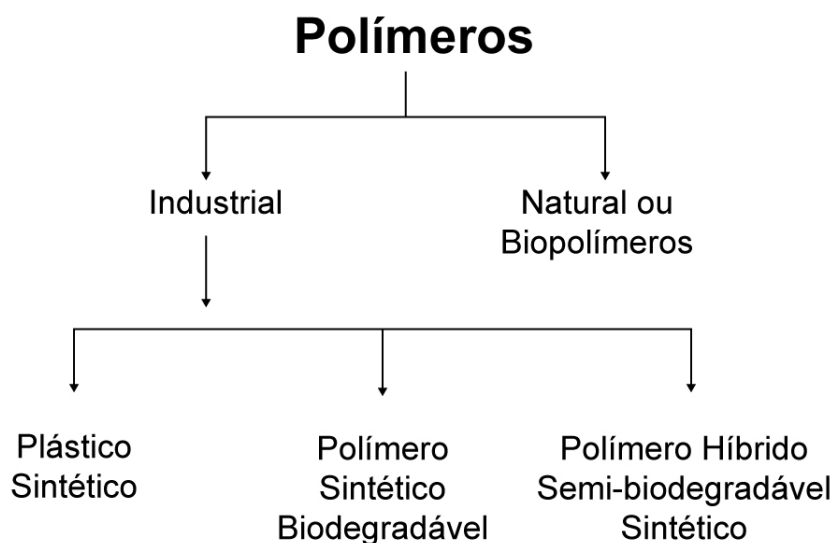 Polímeros
Industrial
Natural ou
Biopolímeros
Plástico
Sintético
Polímero
Sintético
Biodegradável
Polímero Híbrido
Semi-biodegradável
Sintético